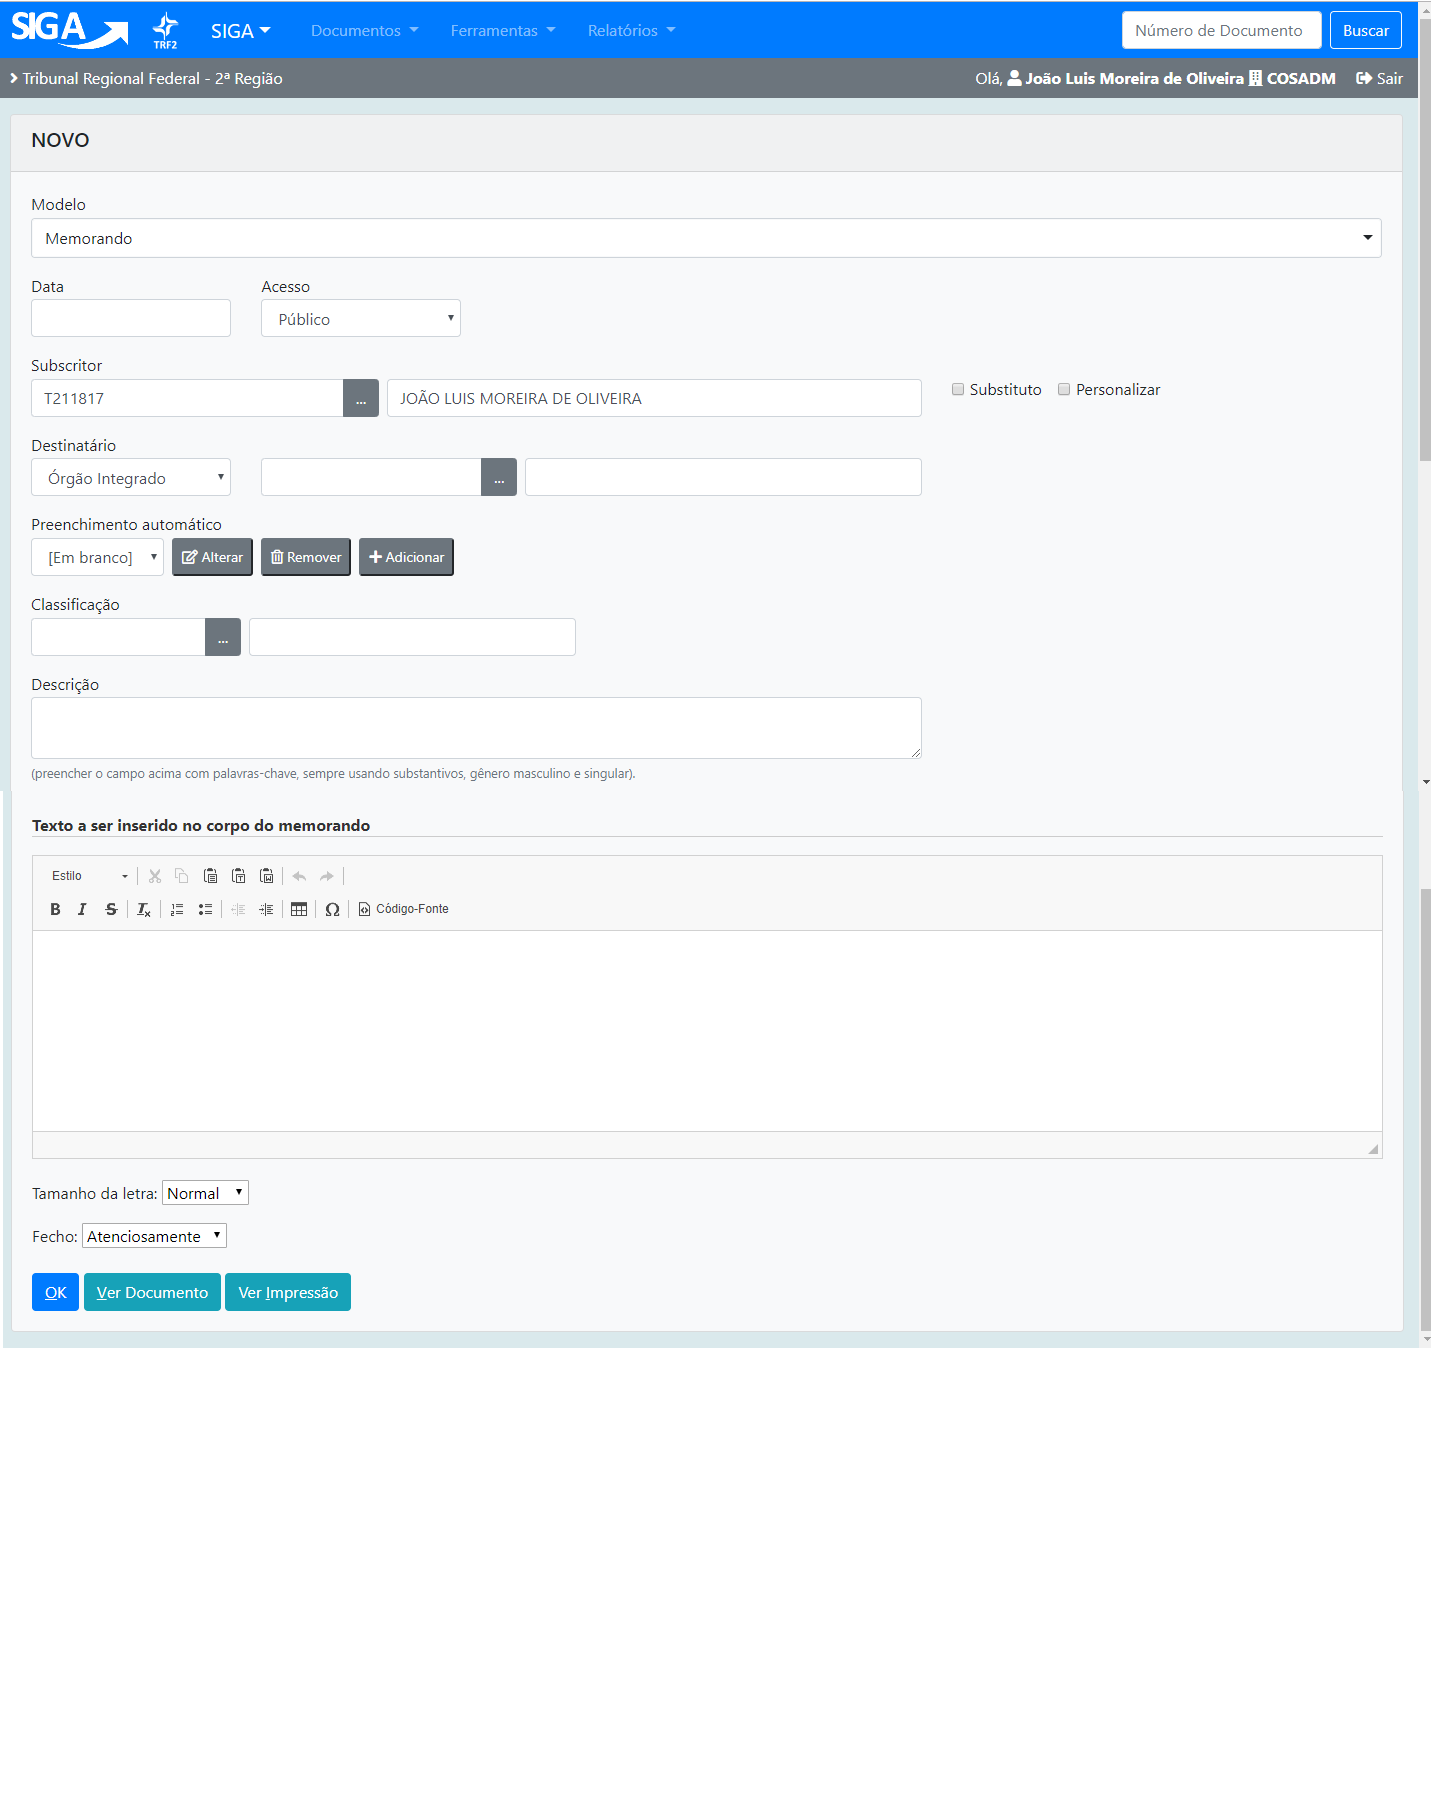 SIGA TRF2 SIGA Documentos Ferramentas Relatórios Número de Documento Buscar
Tribunal Regional Federal - 2ª Região Olá, João Luis Moreira de Oliveira COSADM Sair
NOVO
Modelo
Memorando
Data Acesso
Público
Subscritor
T211817 ... JOÃO LUIS MOREIRA DE OLIVEIRA Substituto Personalizar
Destinatário
Órgão Integrado ...
Preenchimento automático
[Em branco] Alterar Remover Adicionar
Classificação
...
Descrição
(preencher o campo acima com palavras-chave, sempre usando substantivos, gênero masculino e singular).
Texto a ser inserido no corpo do memorando
Estilo
B I S Ix Ω Código-Fonte
Tamanho da letra: Normal
Fecho: Atenciosamente
OK Ver Documento Ver Impressão